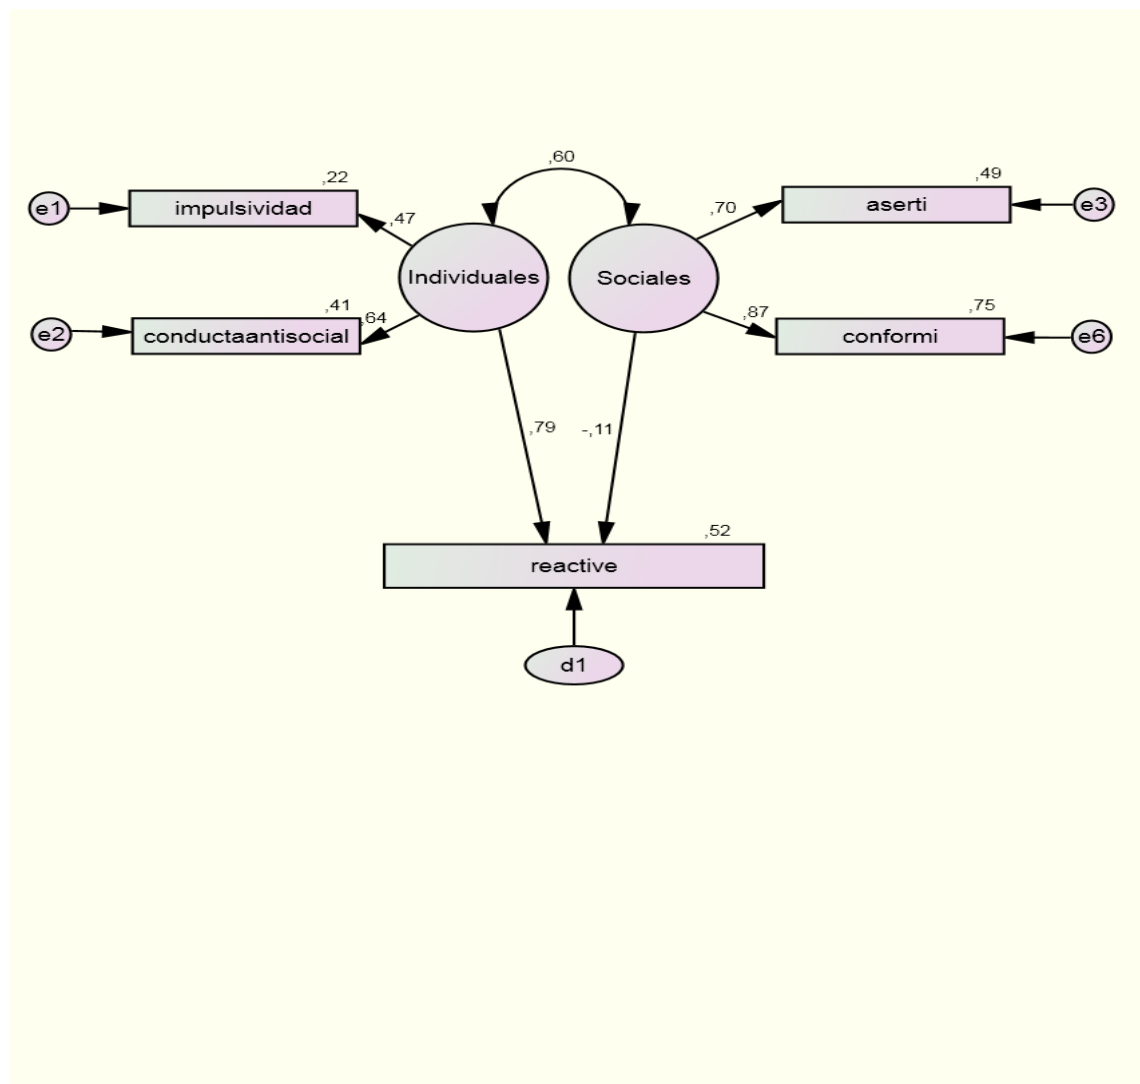 ,60
,22
,49
e1
impulsividad
,47
,70
aserti
e3
Individuales
Sociales
,41
,64
,87
,75
e2
conductaantisocial
conformi
e6
,79
-,11
,52
reactive
d1